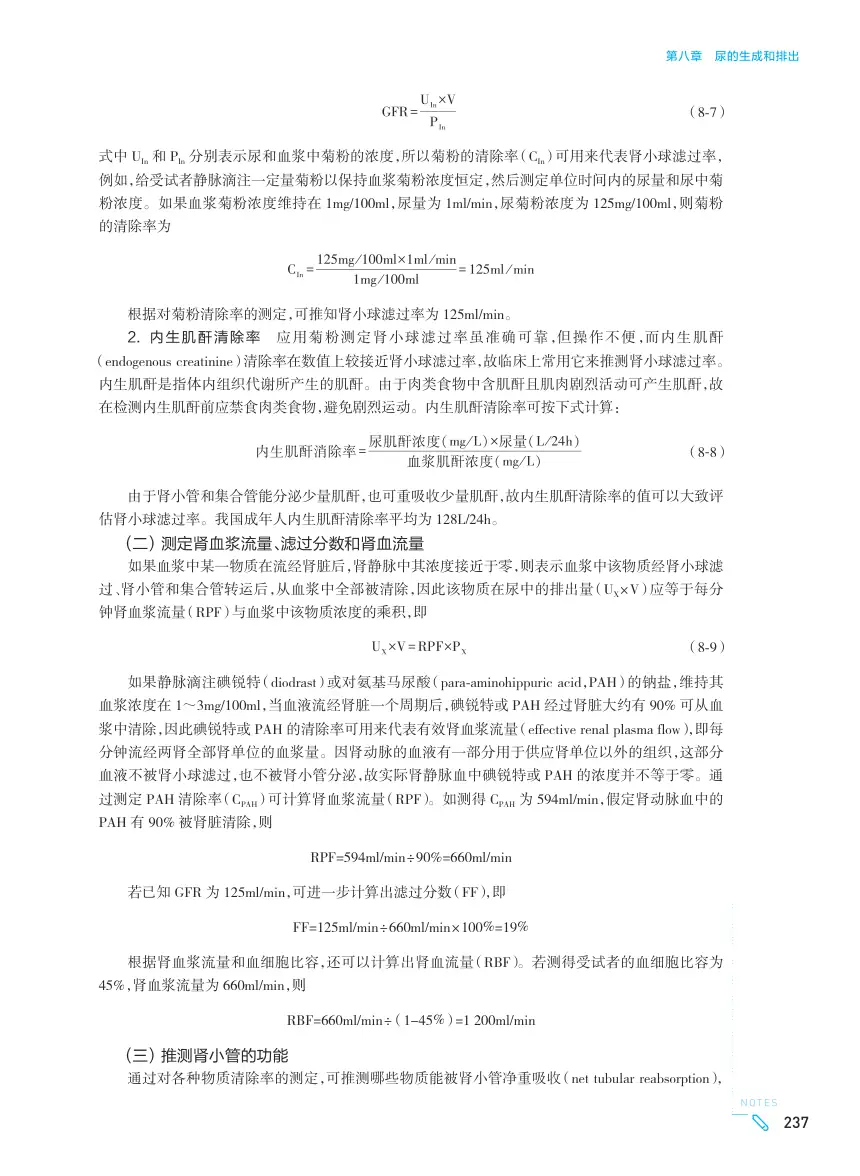 第八章　尿的生成和排出
GFR=U_In×V/P_In （8-7）
式中 U_In 和 P_In 分别表示尿和血浆中菊粉的浓度，所以菊粉的清除率（C_In）可用来代表肾小球滤过率，
例如，给受试者静脉滴注一定量菊粉以保持血浆菊粉浓度恒定，然后测定单位时间内的尿量和尿中菊
粉浓度。如果血浆菊粉浓度维持在 1mg/100ml，尿量为 1ml/min，尿菊粉浓度为 125mg/100ml，则菊粉
的清除率为
C_In=125mg/100ml×1ml/min/1mg/100ml=125ml/min
根据对菊粉清除率的测定，可推知肾小球滤过率为 125ml/min。
2. 内生肌酐清除率　应用菊粉测定肾小球滤过率虽准确可靠，但操作不便，而内生肌酐
（endogenous creatinine）清除率在数值上较接近肾小球滤过率，故临床上常用它来推测肾小球滤过率。
内生肌酐是指体内组织代谢所产生的肌酐。由于肉类食物中含肌酐且肌肉剧烈活动可产生肌酐，故
在检测内生肌酐前应禁食肉类食物，避免剧烈运动。内生肌酐清除率可按下式计算：
内生肌酐消除率=尿肌酐浓度（mg/L）×尿量（L/24h）/血浆肌酐浓度（mg/L） （8-8）
由于肾小管和集合管能分泌少量肌酐，也可重吸收少量肌酐，故内生肌酐清除率的值可以大致评
估肾小球滤过率。我国成年人内生肌酐清除率平均为 128L/24h。
（二）测定肾血浆流量、滤过分数和肾血流量
如果血浆中某一物质在流经肾脏后，肾静脉中其浓度接近于零，则表示血浆中该物质经肾小球滤
过、肾小管和集合管转运后，从血浆中全部被清除，因此该物质在尿中的排出量（U_X×V）应等于每分
钟肾血浆流量（RPF）与血浆中该物质浓度的乘积，即
U_X×V=RPF×P_X （8-9）
如果静脉滴注碘锐特（diodrast）或对氨基马尿酸（para-aminohippuric acid，PAH）的钠盐，维持其
血浆浓度在 1～3mg/100ml，当血液流经肾脏一个周期后，碘锐特或 PAH 经过肾脏大约有 90% 可从血
浆中清除，因此碘锐特或 PAH 的清除率可用来代表有效肾血浆流量（effective renal plasma flow），即每
分钟流经两肾全部肾单位的血浆量。因肾动脉的血液有一部分用于供应肾单位以外的组织，这部分
血液不被肾小球滤过，也不被肾小管分泌，故实际肾静脉血中碘锐特或 PAH 的浓度并不等于零。通
过测定 PAH 清除率（C_PAH）可计算肾血浆流量（RPF）。如测得 C_PAH 为 594ml/min，假定肾动脉血中的
PAH 有 90% 被肾脏清除，则
RPF=594ml/min÷90%=660ml/min
若已知 GFR 为 125ml/min，可进一步计算出滤过分数（FF），即
FF=125ml/min÷660ml/min×100%=19%
根据肾血浆流量和血细胞比容，还可以计算出肾血流量（RBF）。若测得受试者的血细胞比容为
45%，肾血浆流量为 660ml/min，则
RBF=660ml/min÷（1–45%）=1 200ml/min
（三）推测肾小管的功能
通过对各种物质清除率的测定，可推测哪些物质能被肾小管净重吸收（net tubular reabsorption），
NOTES
237